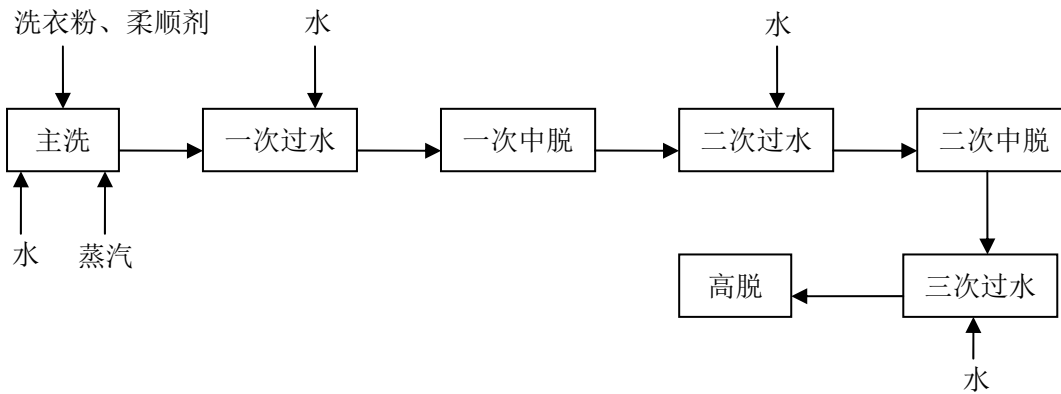 洗衣粉、柔顺剂
水
水
主洗
一次过水
一次中脱
二次过水
二次中脱
水
蒸汽
高脱
三次过水
水